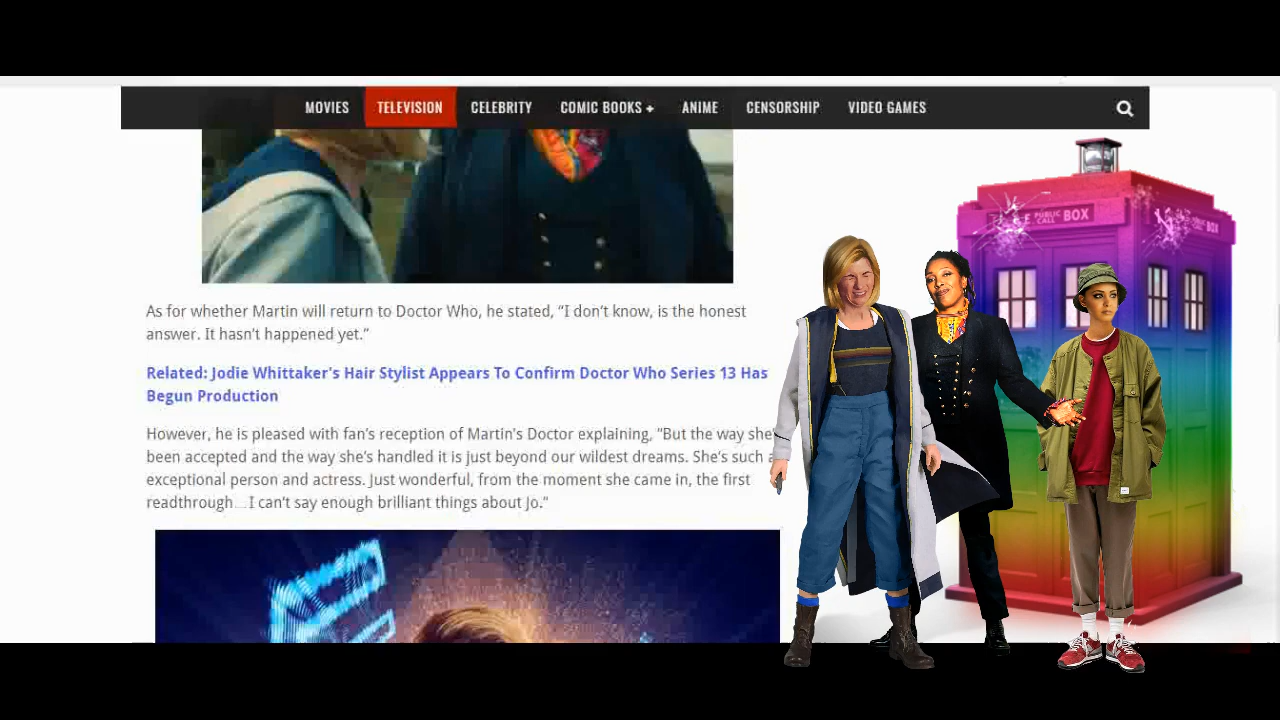 MOVIES TELEVISION CELEBRITY COMIC BOOKS + ANIME CENSORSHIP VIDEO GAMES
PUBLIC CALL BOX
BOX
As for whether Martin will return to Doctor Who, he stated, “I don’t know, is the honest
answer. It hasn’t happened yet.”
Related: Jodie Whittaker's Hair Stylist Appears To Confirm Doctor Who Series 13 Has
Begun Production
However, he is pleased with fan’s reception of Martin’s Doctor explaining, “But the way she’
been accepted and the way she’s handled it is just beyond our wildest dreams. She’s such a
exceptional person and actress. Just wonderful, from the moment she came in, the first
readthrough…I can’t say enough brilliant things about Jo.”